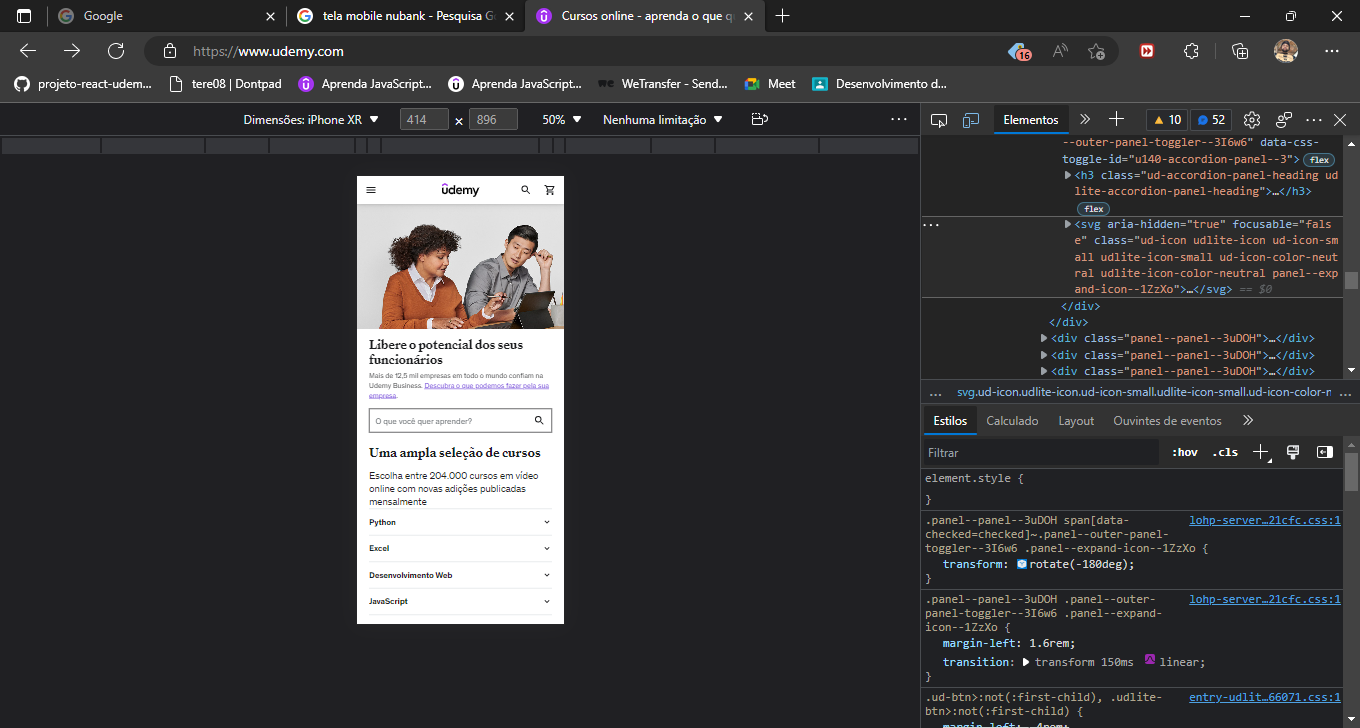 Google
tela mobile nubank - Pesquisa G
Cursos online - aprenda o que q
https://www.udemy.com
16
projeto-react-udem...
tere08 | Dontpad
Aprenda JavaScript...
Aprenda JavaScript...
WeTransfer - Send...
Meet
Desenvolvimento d...
Dimensões: iPhone XR
414
×
896
50%
Nenhuma limitação
Elementos
10
52
udemy
Libere o potencial dos seus
funcionários
Mais de 12,5 mil empresas em todo o mundo confiam na
Udemy Business. Descubra o que podemos fazer pela sua
empresa.
O que você quer aprender?
Uma ampla seleção de cursos
Escolha entre 204.000 cursos em vídeo
online com novas adições publicadas
mensalmente
Python
Excel
Desenvolvimento Web
JavaScript
--outer-panel-toggler--3I6w6" data-css-
toggle-id="u140-accordion-panel--3"> flex
<h3 class="ud-accordion-panel-heading ud
lite-accordion-panel-heading">…</h3>
flex
<svg aria-hidden="true" focusable="fals
e" class="ud-icon udlite-icon ud-icon-sm
all udlite-icon-small ud-icon-color-neut
ral udlite-icon-color-neutral panel--exp
and-icon--1ZzXo">…</svg> == $0
</div>
</div>
<div class="panel--panel--3uDOH">…</div>
<div class="panel--panel--3uDOH">…</div>
<div class="panel--panel--3uDOH">…</div>
... svg.ud-icon.udlite-icon.ud-icon-small.udlite-icon-small.ud-icon-color-n ...
Estilos
Calculado
Layout
Ouvintes de eventos
Filtrar
:hov
.cls
element.style {
}
.panel--panel--3uDOH span[data- lohp-server…21cfc.css:1
checked=checked]~.panel--outer-panel-
toggler--3I6w6 .panel--expand-icon--1ZzXo {
transform: rotate(-180deg);
}
.panel--panel--3uDOH .panel--outer- lohp-server…21cfc.css:1
panel-toggler--3I6w6 .panel--expand-
icon--1ZzXo {
margin-left: 1.6rem;
transition: transform 150ms linear;
}
.ud-btn>:not(:first-child), .udlite- entry-udlit…66071.css:1
btn>:not(:first-child) {
margin-left: .4rem;